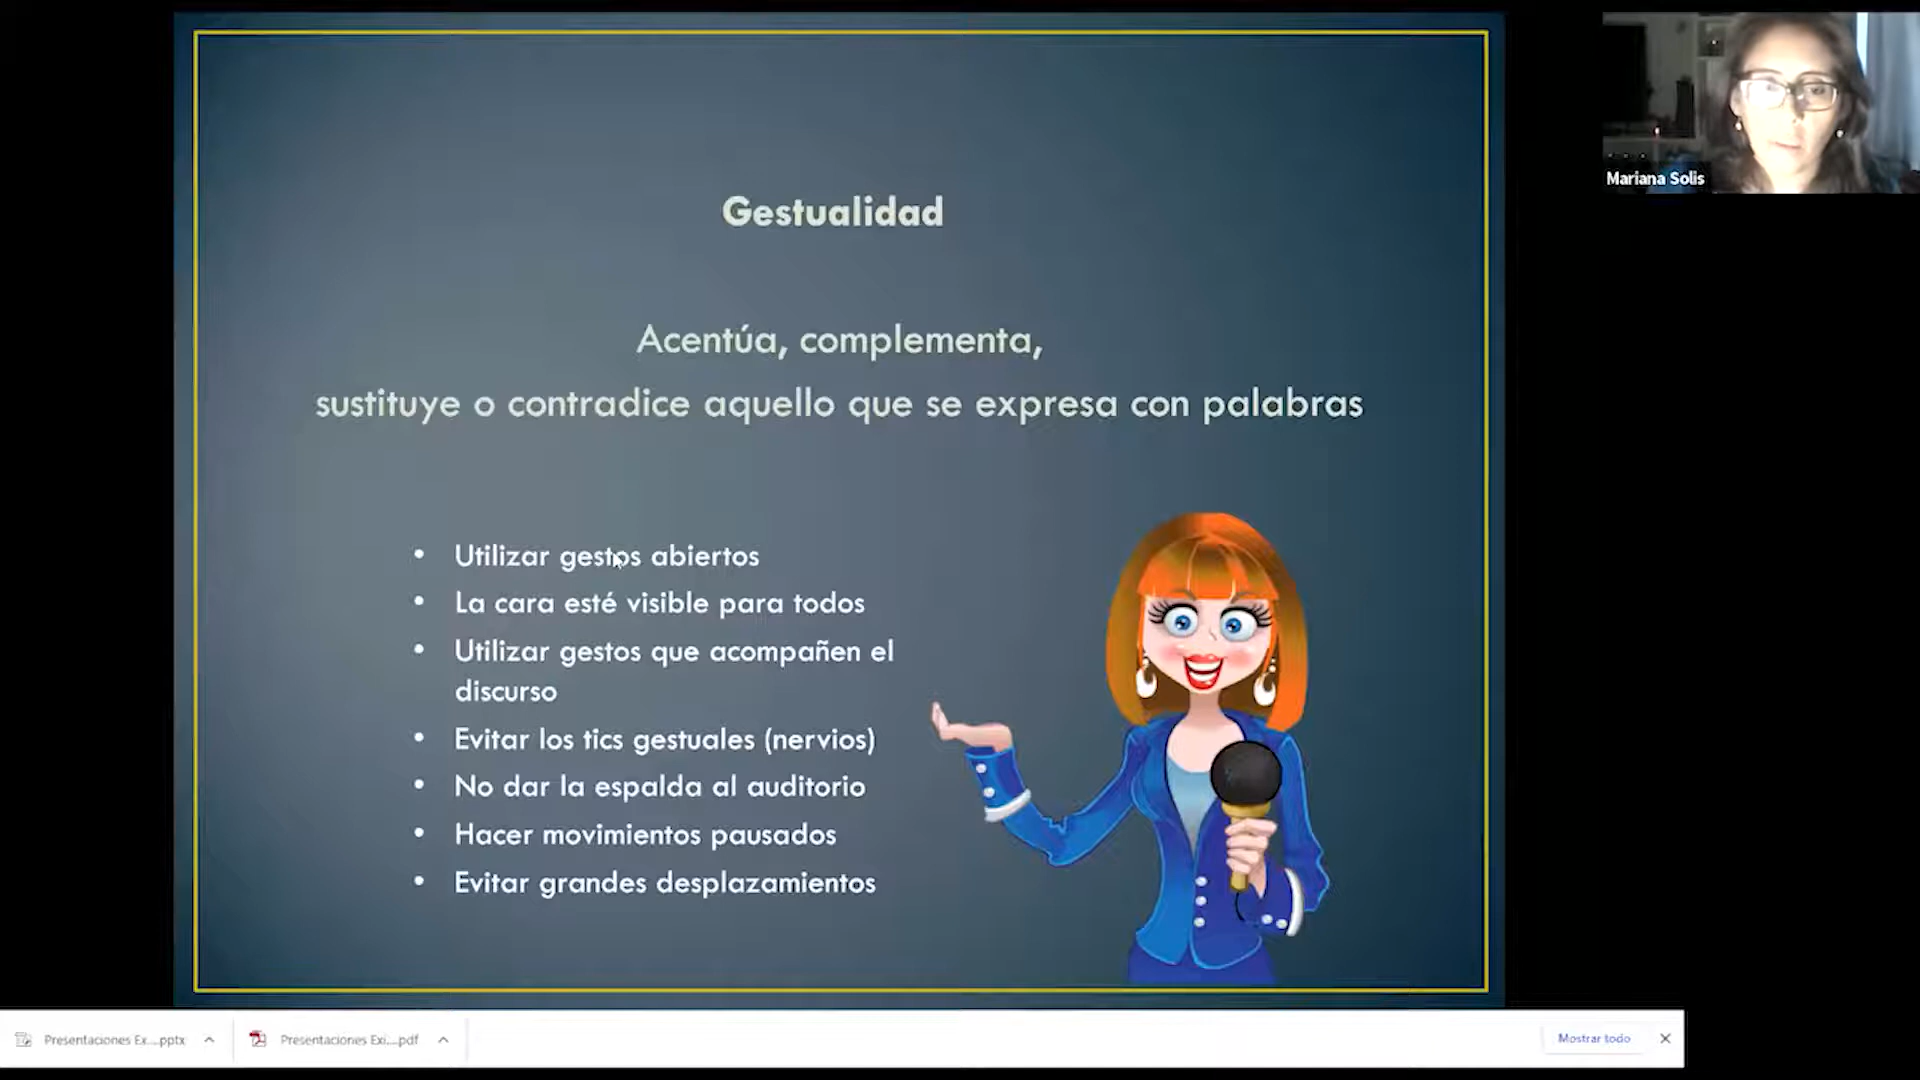 Gestualidad
Acentúa, complementa,
sustituye o contradice aquello que se expresa con palabras
• Utilizar gestos abiertos
• La cara esté visible para todos
• Utilizar gestos que acompañen el
discurso
• Evitar los tics gestuales (nervios)
• No dar la espalda al auditorio
• Hacer movimientos pausados
• Evitar grandes desplazamientos
Mariana Solis
Presentaciones Ex....pptx
Presentaciones Exi....pdf
Mostrar todo